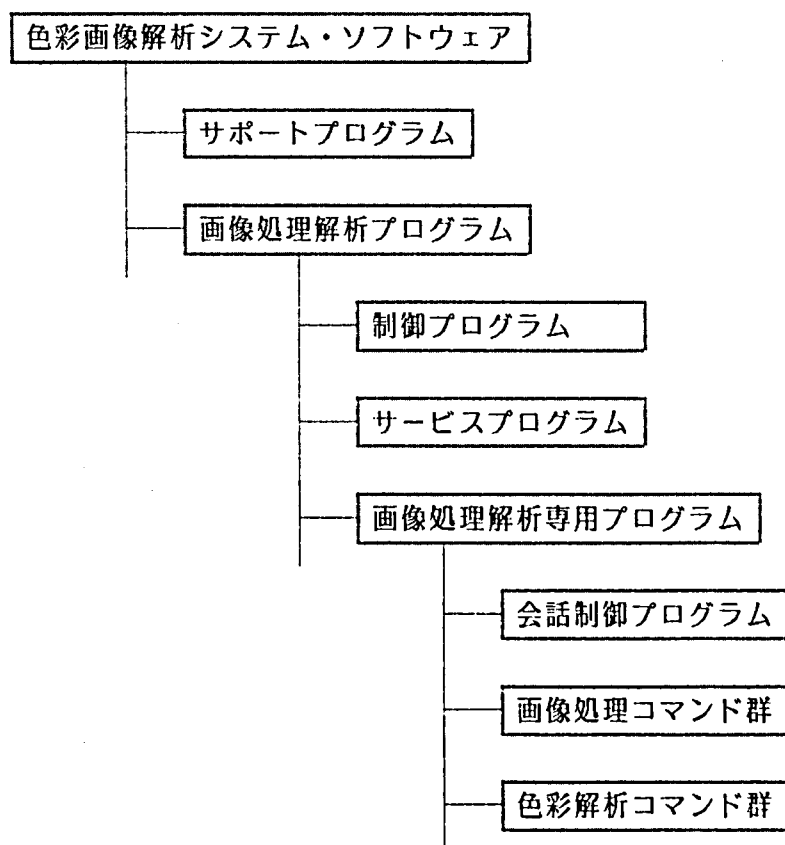 色彩画像解析システム・ソフトウェア
サポートプログラム
画像処理解析プログラム
制御プログラム
サービスプログラム
画像処理解析専用プログラム
会話制御プログラム
画像処理コマンド群
色彩解析コマンド群